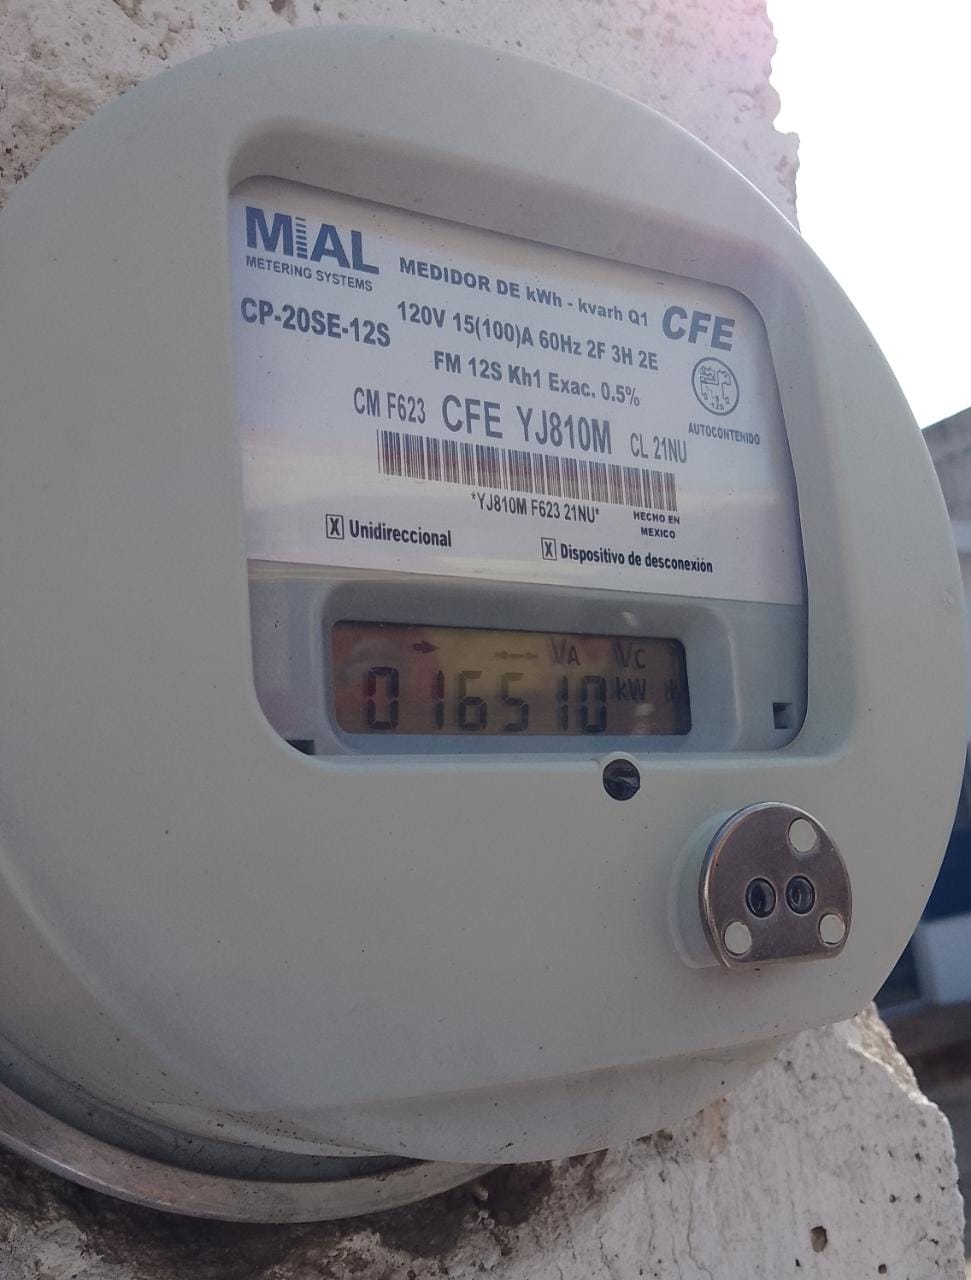 MIAL
METERING SYSTEMS
MEDIDOR DE kWh - kvarh Q1
CFE
CP-20SE-12S
120V 15(100)A 60Hz 2F 3H 2E
FM 12S Kh1 Exac. 0.5%
12S
AUTOCONTENIDO
CM F623 CFE YJ810M CL 21NU
*YJ810M F623 21NU*
HECHO EN
MEXICO
X Unidireccional
X Dispositivo de desconexión
VA VC
016510 kW h